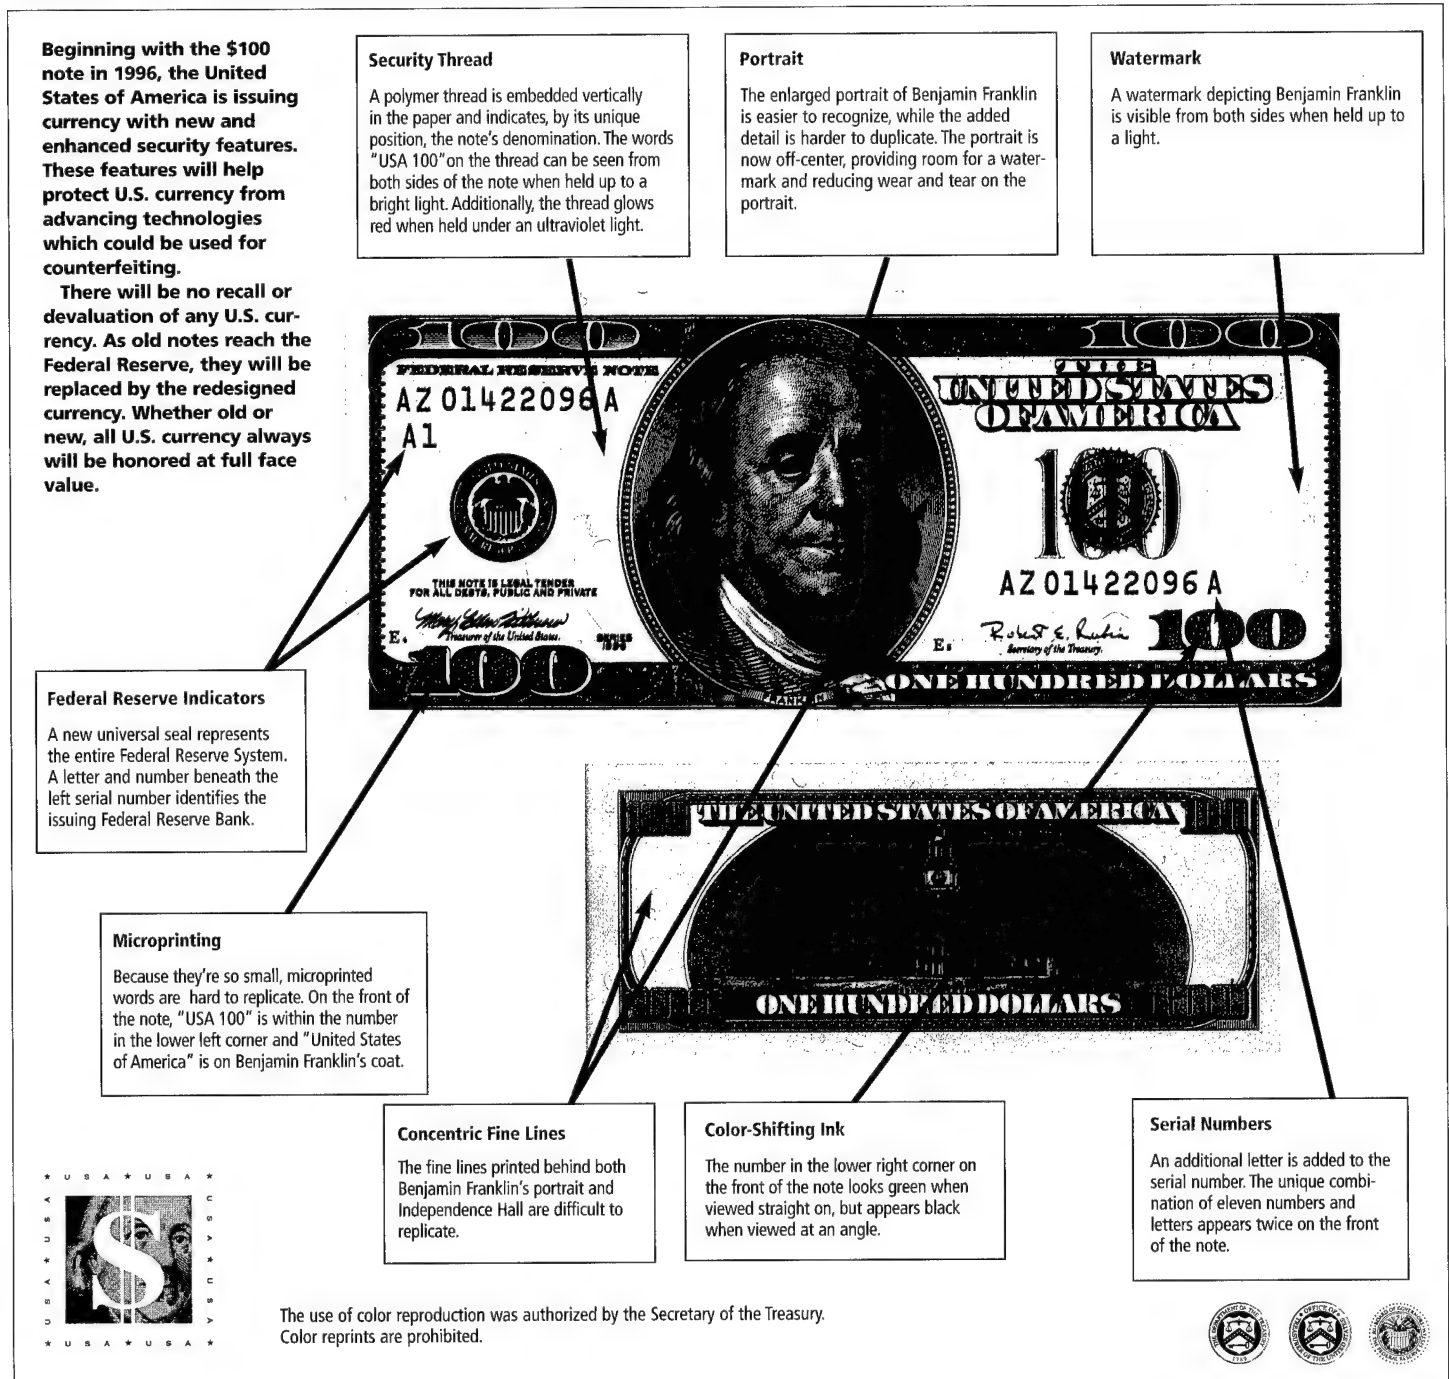 Beginning with the $100
note in 1996, the United
States of America is issuing
currency with new and
enhanced security features.
These features will help
protect U.S. currency from
advancing technologies
which could be used for
counterfeiting.
There will be no recall or
devaluation of any U.S. cur-
rency. As old notes reach the
Federal Reserve, they will be
replaced by the redesigned
currency. Whether old or
new, all U.S. currency always
will be honored at full face
value.
Security Thread
A polymer thread is embedded vertically
in the paper and indicates, by its unique
position, the note's denomination. The words
"USA 100" on the thread can be seen from
both sides of the note when held up to a
bright light. Additionally, the thread glows
red when held under an ultraviolet light.
Portrait
The enlarged portrait of Benjamin Franklin
is easier to recognize, while the added
detail is harder to duplicate. The portrait is
now off-center, providing room for a water-
mark and reducing wear and tear on the
portrait.
Watermark
A watermark depicting Benjamin Franklin
is visible from both sides when held up to
a light.
100
100
FEDERAL RESERVE NOTE
AZ 01422096 A
A1
THE
UNITED STATES
OF AMERICA
100
THIS NOTE IS LEGAL TENDER
FOR ALL DEBTS, PUBLIC AND PRIVATE
Treasurer of the United States.
SERIES
1996
AZ 01422096 A
Robert E. Rubin
Secretary of the Treasury.
100
100
FRANKLIN
ONE HUNDRED DOLLARS
Federal Reserve Indicators
A new universal seal represents
the entire Federal Reserve System.
A letter and number beneath the
left serial number identifies the
issuing Federal Reserve Bank.
THE UNITED STATES OF AMERICA
ONE HUNDRED DOLLARS
Microprinting
Because they're so small, microprinted
words are hard to replicate. On the front of
the note, "USA 100" is within the number
in the lower left corner and "United States
of America" is on Benjamin Franklin's coat.
Concentric Fine Lines
The fine lines printed behind both
Benjamin Franklin's portrait and
Independence Hall are difficult to
replicate.
Color-Shifting Ink
The number in the lower right corner on
the front of the note looks green when
viewed straight on, but appears black
when viewed at an angle.
Serial Numbers
An additional letter is added to the
serial number. The unique combi-
nation of eleven numbers and
letters appears twice on the front
of the note.
* U S A * U S A *
U S A * U S A
U S A * U S A
$
* U S A * U S A *
The use of color reproduction was authorized by the Secretary of the Treasury.
Color reprints are prohibited.